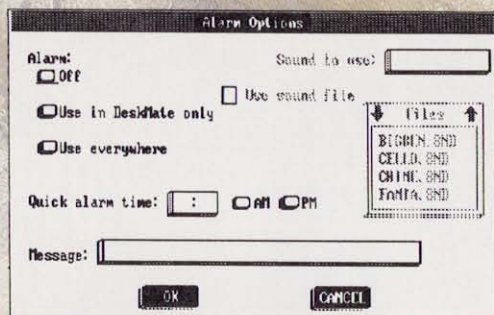 Alarm Options
Alarm:
Off
Sound to use:
Use sound file
Use in DeskMate only
Files
Use everywhere
BIGBEN.SND
CELLO.SND
CHIME.SND
FANFA.SND
Quick alarm time: :
AM PM
Message:
OK CANCEL